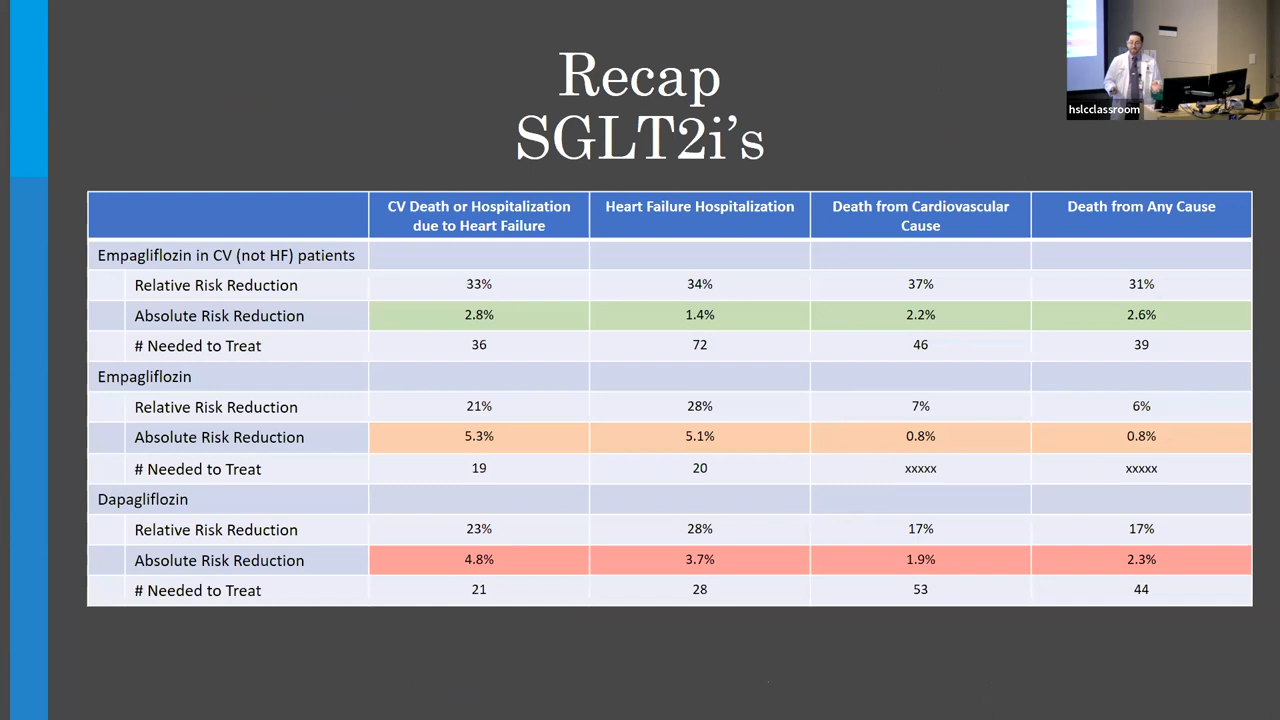 Recap
SGLT2i's
hslcclassroom
CV Death or Hospitalization due to Heart Failure
Heart Failure Hospitalization
Death from Cardiovascular Cause
Death from Any Cause
Empagliflozin in CV (not HF) patients
Relative Risk Reduction 33% 34% 37% 31%
Absolute Risk Reduction 2.8% 1.4% 2.2% 2.6%
# Needed to Treat 36 72 46 39
Empagliflozin
Relative Risk Reduction 21% 28% 7% 6%
Absolute Risk Reduction 5.3% 5.1% 0.8% 0.8%
# Needed to Treat 19 20 xxxxx xxxxx
Dapagliflozin
Relative Risk Reduction 23% 28% 17% 17%
Absolute Risk Reduction 4.8% 3.7% 1.9% 2.3%
# Needed to Treat 21 28 53 44